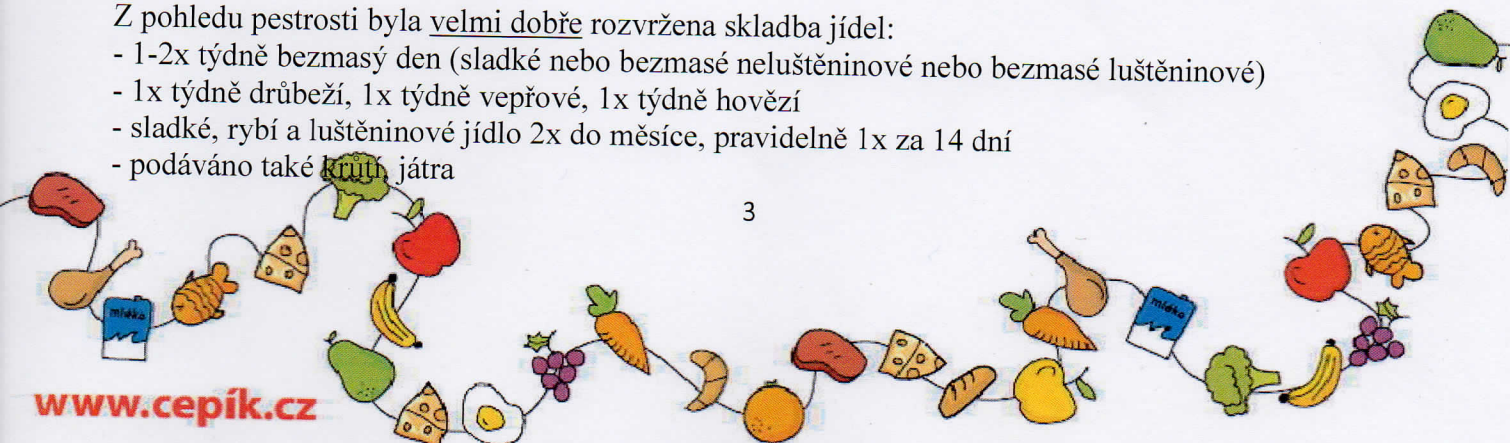 Z pohledu pestrosti byla velmi dobře rozvržena skladba jídel:
- 1-2x týdně bezmasý den (sladké nebo bezmasé neluštěninové nebo bezmasé luštěninové)
- 1x týdně drůbeží, 1x týdně vepřové, 1x týdně hovězí
- sladké, rybí a luštěninové jídlo 2x do měsíce, pravidelně 1x za 14 dní
- podáváno také krůtí, játra
3
mléko
mléko
www.cepík.cz